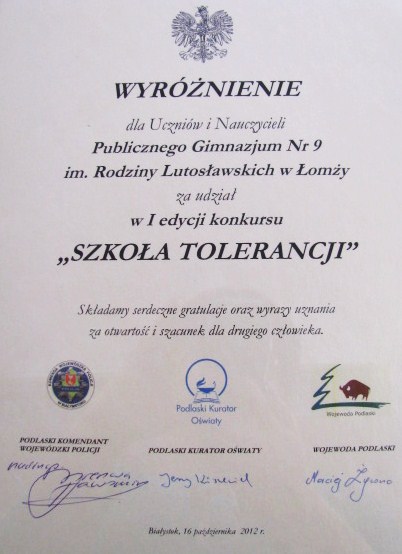 WYRÓŻNIENIE
dla Uczniów i Nauczycieli
Publicznego Gimnazjum Nr 9
im. Rodziny Lutosławskich w Łomży
za udział
w I edycji konkursu
„SZKOŁA TOLERANCJI”
Składamy serdeczne gratulacje oraz wyrazy uznania
za otwartość i szacunek dla drugiego człowieka.
Podlaski Kurator
Oświaty
Wojewoda Podlaski
PODLASKI KOMENDANT
WOJEWÓDZKI POLICJI
PODLASKI KURATOR OŚWIATY
WOJEWODA PODLASKI
Maciej Żywno
Białystok, 16 października 2012 r.